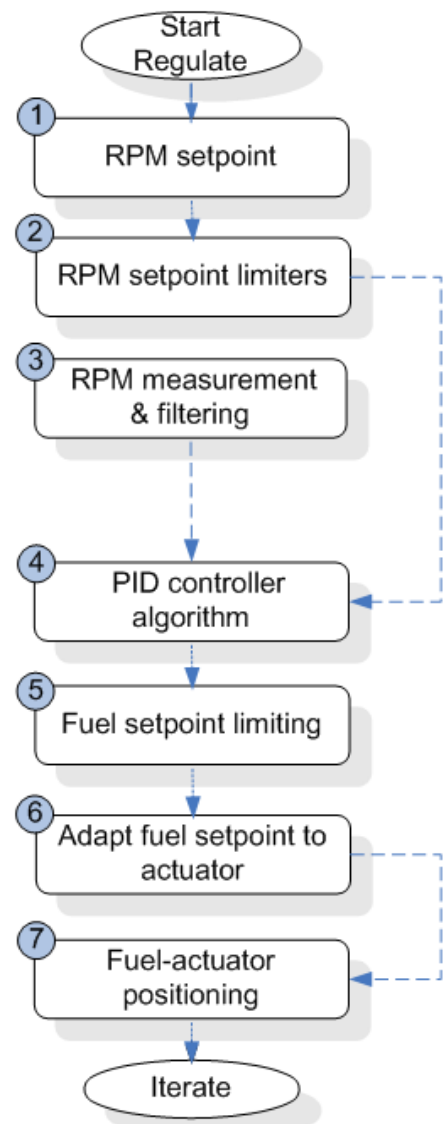 Start
Regulate
1
RPM setpoint
2
RPM setpoint limiters
3
RPM measurement
& filtering
4
PID controller
algorithm
5
Fuel setpoint limiting
6
Adapt fuel setpoint to
actuator
7
Fuel-actuator
positioning
Iterate